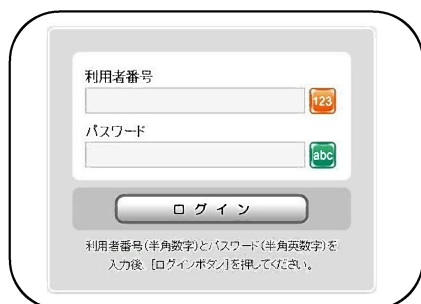 利用者番号
123
パスワード
abc
ログイン
利用者番号(半角数字)とパスワード(半角英数字)を
入力後、[ログインボタン]を押してください。